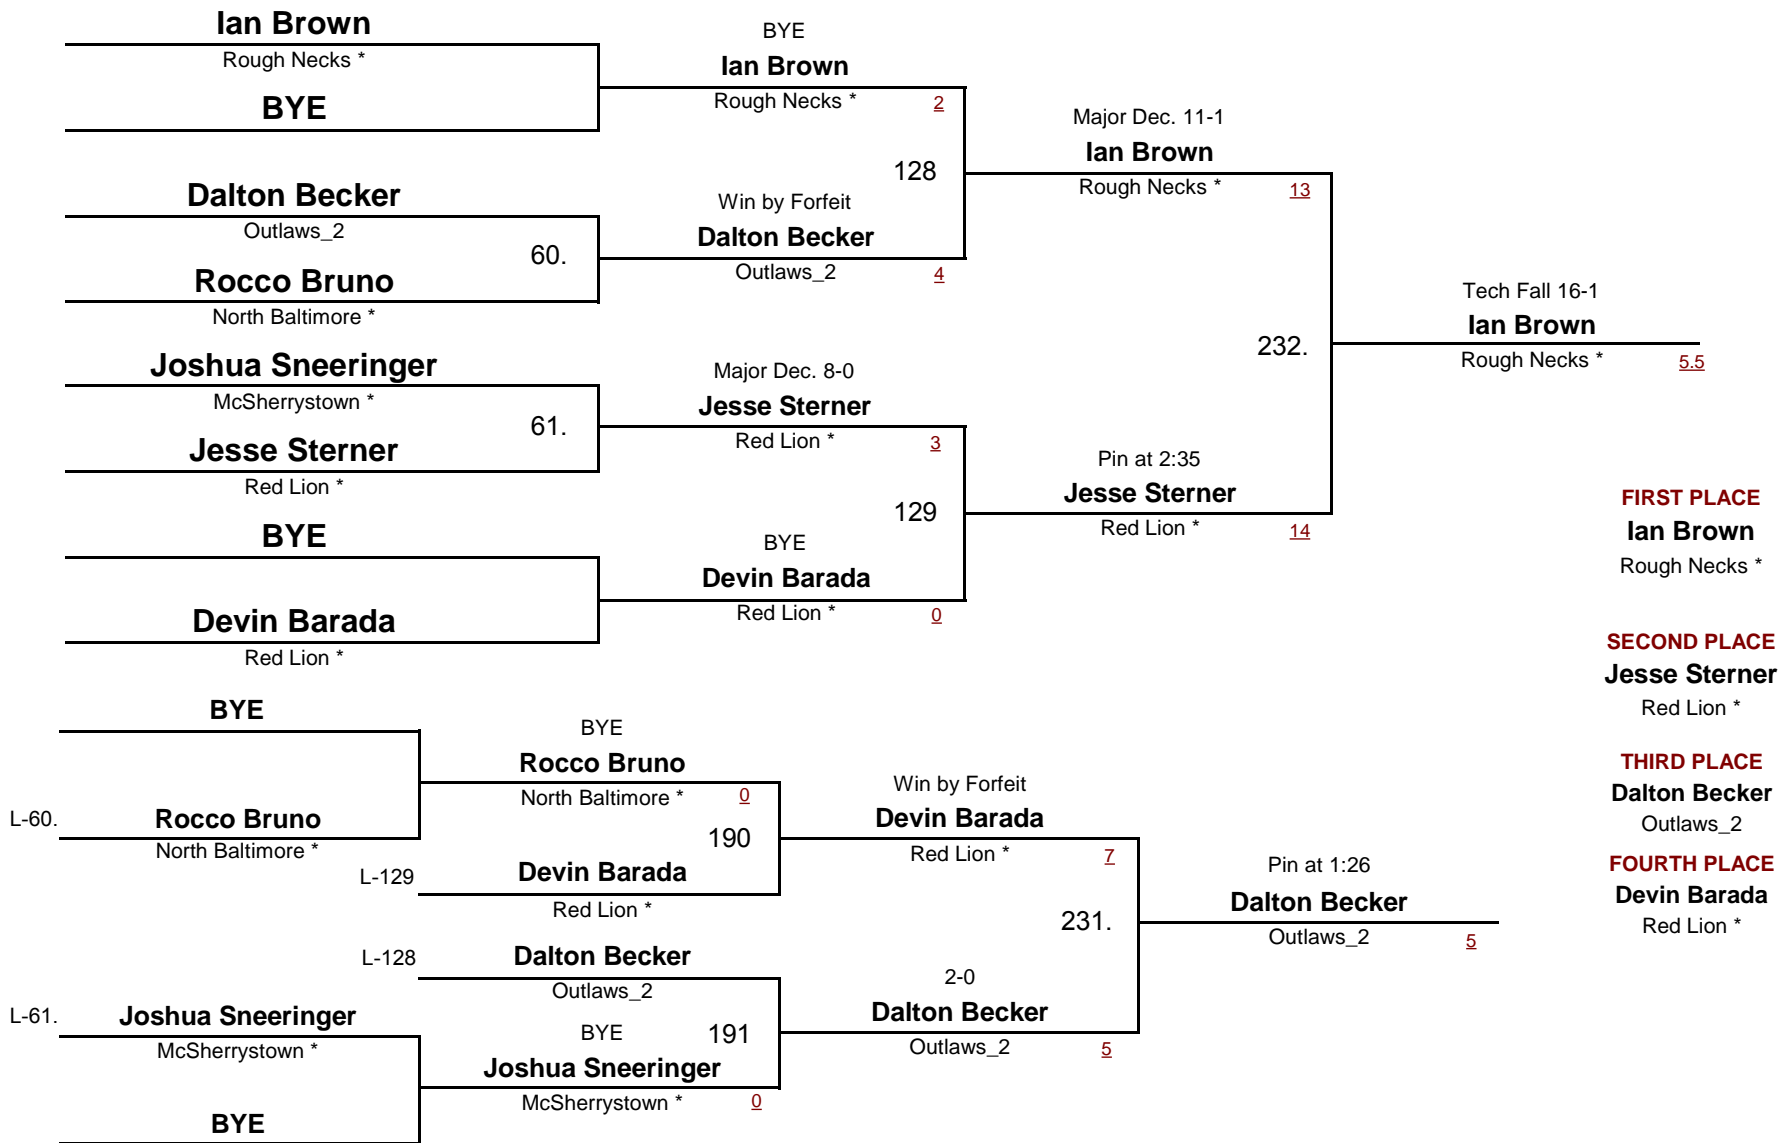 Ian Brown
Rough Necks *
BYE
BYE
Ian Brown
Rough Necks *
2
Dalton Becker
Outlaws_2
60.
Rocco Bruno
North Baltimore *
Win by Forfeit
Dalton Becker
Outlaws_2
4
128
Major Dec. 11-1
Ian Brown
Rough Necks *
13
Joshua Sneeringer
McSherrystown *
61.
Jesse Sterner
Red Lion *
Major Dec. 8-0
Jesse Sterner
Red Lion *
3
BYE
Devin Barada
Red Lion *
BYE
Devin Barada
Red Lion *
0
129
Pin at 2:35
Jesse Sterner
Red Lion *
14
232.
Tech Fall 16-1
Ian Brown
Rough Necks *
5.5
FIRST PLACE
Ian Brown
Rough Necks *
SECOND PLACE
Jesse Sterner
Red Lion *
THIRD PLACE
Dalton Becker
Outlaws_2
FOURTH PLACE
Devin Barada
Red Lion *
BYE
L-60.
Rocco Bruno
North Baltimore *
BYE
Rocco Bruno
North Baltimore *
0
190
L-129
Devin Barada
Red Lion *
Win by Forfeit
Devin Barada
Red Lion *
7
L-128
Dalton Becker
Outlaws_2
L-61.
Joshua Sneeringer
McSherrystown *
BYE
BYE
191
Joshua Sneeringer
McSherrystown *
0
2-0
Dalton Becker
Outlaws_2
5
231.
Pin at 1:26
Dalton Becker
Outlaws_2
5